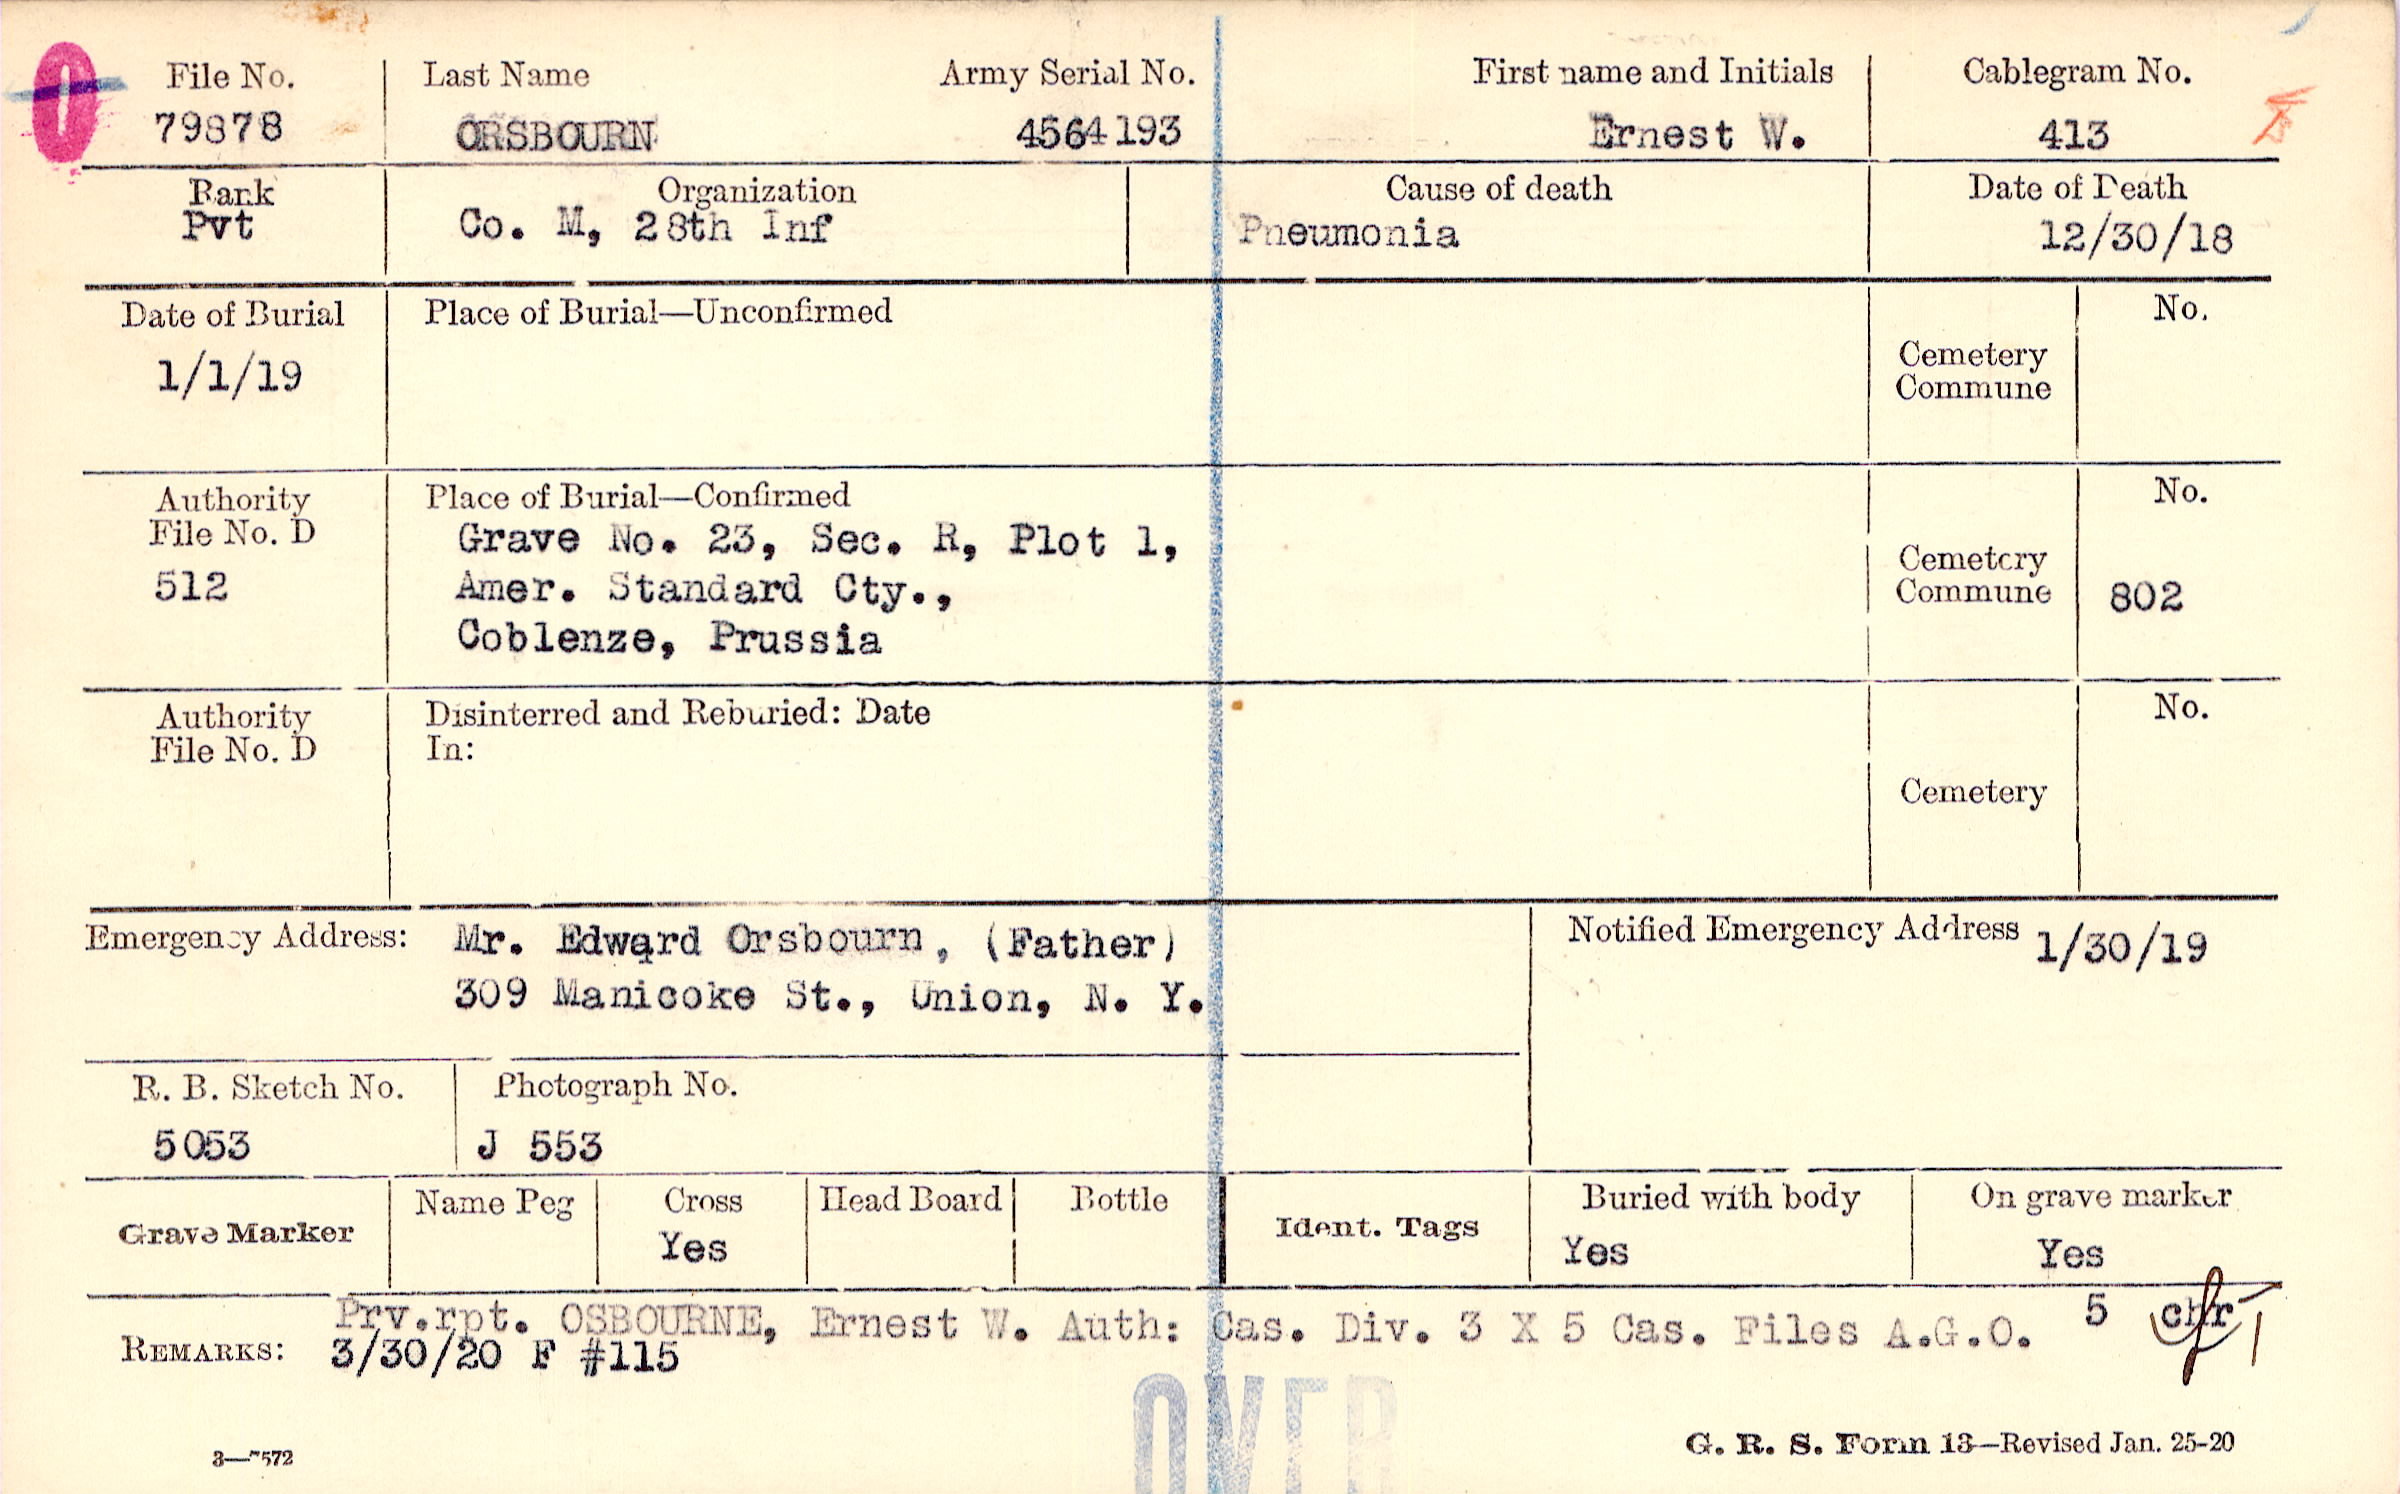 File No. Last Name Army Serial No. First name and Initials Cablegram No.
79878 ORSBOURN 4564193 Ernest W. 413
Rank Organization Cause of death Date of Death
Pvt Co. M, 28th Inf Pneumonia 12/30/18
Date of Burial Place of Burial—Unconfirmed No.
1/1/19 Cemetery
Commune
Authority Place of Burial—Confirmed No.
File No. D Grave No. 23, Sec. R, Plot 1,
512 Amer. Standard Cty., Cemetery
Commune 802
Coblenze, Prussia
Authority Disinterred and Reburied: Date No.
File No. D In:
Cemetery
Emergency Address: Mr. Edward Orsbourn, (Father) Notified Emergency Address 1/30/19
309 Manicoke St., Union, N. Y.
R. B. Sketch No. Photograph No.
5053 J 553
Grave Marker Name Peg Cross Head Board Bottle Ident. Tags Buried with body On grave marker
Yes Yes Yes
Prv.rpt. OSBOURNE, Ernest W. Auth: Cas. Div. 3 X 5 Cas. Files A.G.O. 5 chr
REMARKS: 3/30/20 F #115
OVER
3—7572 G. R. S. Form 13—Revised Jan. 25-20